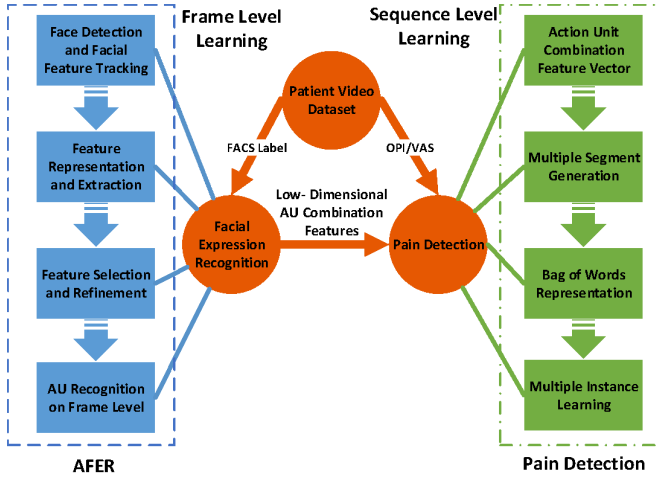 Frame Level
Learning
Sequence Level
Learning
Face Detection and
Facial
Feature Tracking
Feature
Representation
and Extraction
Feature Selection
and Refinement
AU Recognition
on Frame Level
AFER
Patient Video
Dataset
FACS Label
OPI/VAS
Facial
Expression
Recognition
Low- Dimensional
AU Combination
Features
Pain Detection
Action Unit
Combination
Feature Vector
Multiple Segment
Generation
Bag of Words
Representation
Multiple Instance
Learning
Pain Detection